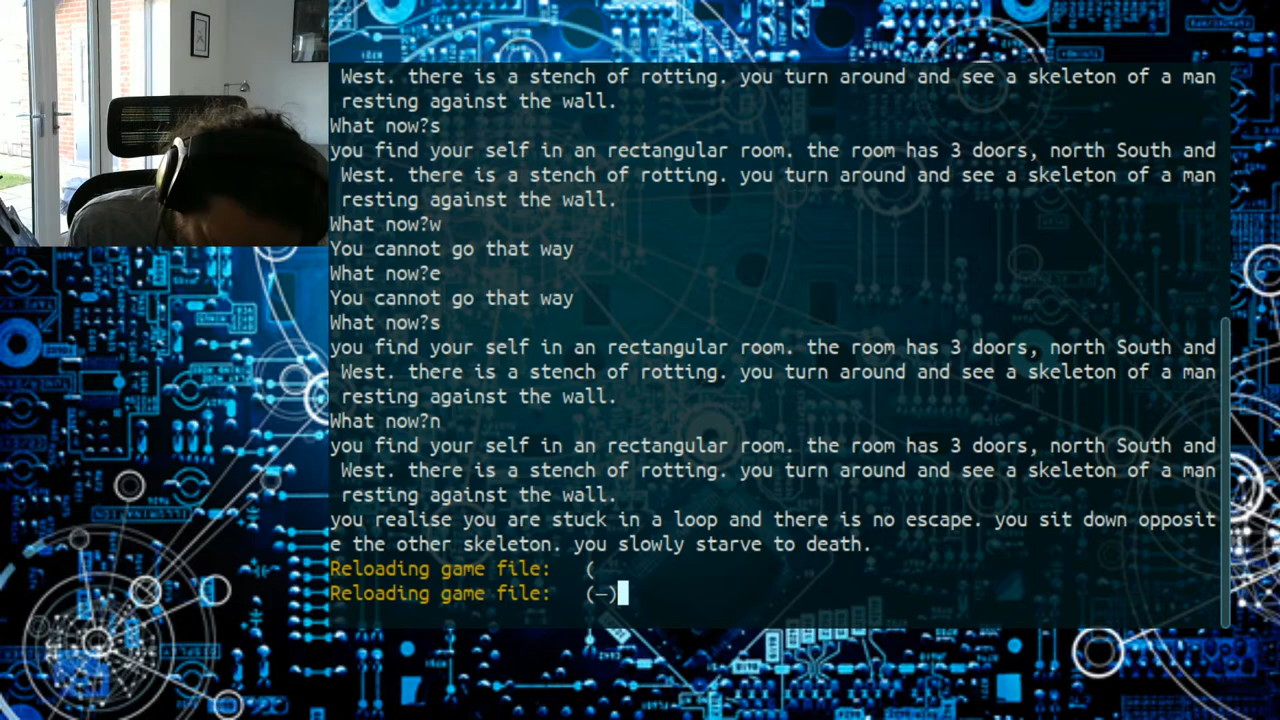 West. there is a stench of rotting. you turn around and see a skeleton of a man
resting against the wall.
What now?s
you find your self in an rectangular room. the room has 3 doors, north South and
West. there is a stench of rotting. you turn around and see a skeleton of a man
resting against the wall.
What now?w
You cannot go that way
What now?e
You cannot go that way
What now?s
you find your self in an rectangular room. the room has 3 doors, north South and
West. there is a stench of rotting. you turn around and see a skeleton of a man
resting against the wall.
What now?n
you find your self in an rectangular room. the room has 3 doors, north South and
West. there is a stench of rotting. you turn around and see a skeleton of a man
resting against the wall.
you realise you are stuck in a loop and there is no escape. you sit down opposit
e the other skeleton. you slowly starve to death.
Reloading game file:   (
Reloading game file:   (—)